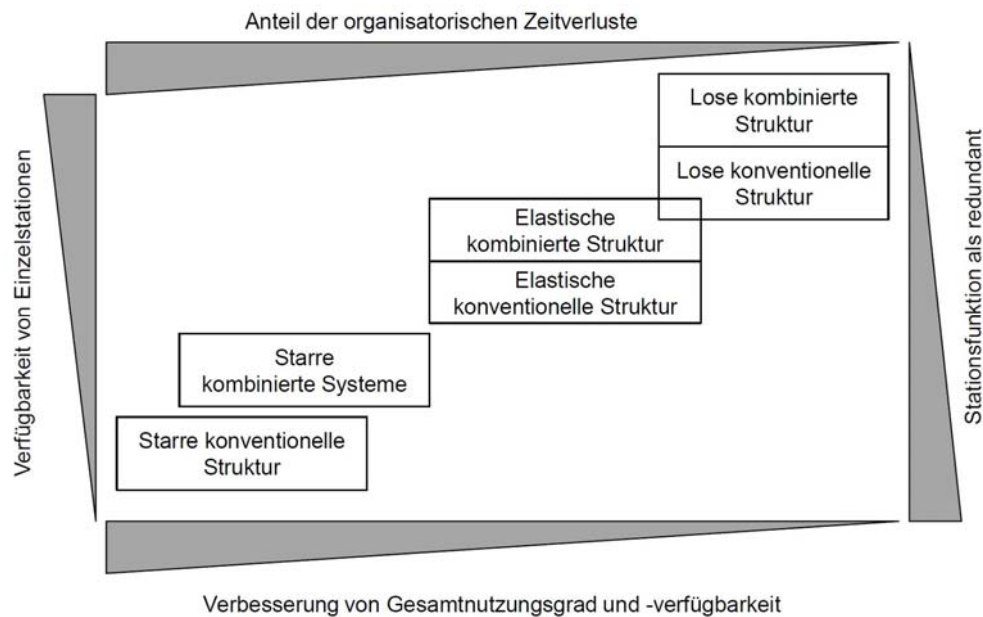 Anteil der organisatorischen Zeitverluste
Verfügbarkeit von Einzelstationen
Lose kombinierte
Struktur
Lose konventionelle
Struktur
Elastische
kombinierte Struktur
Elastische
konventionelle Struktur
Starre
kombinierte Systeme
Starre konventionelle
Struktur
Stationsfunktion als redundant
Verbesserung von Gesamtnutzungsgrad und -verfügbarkeit